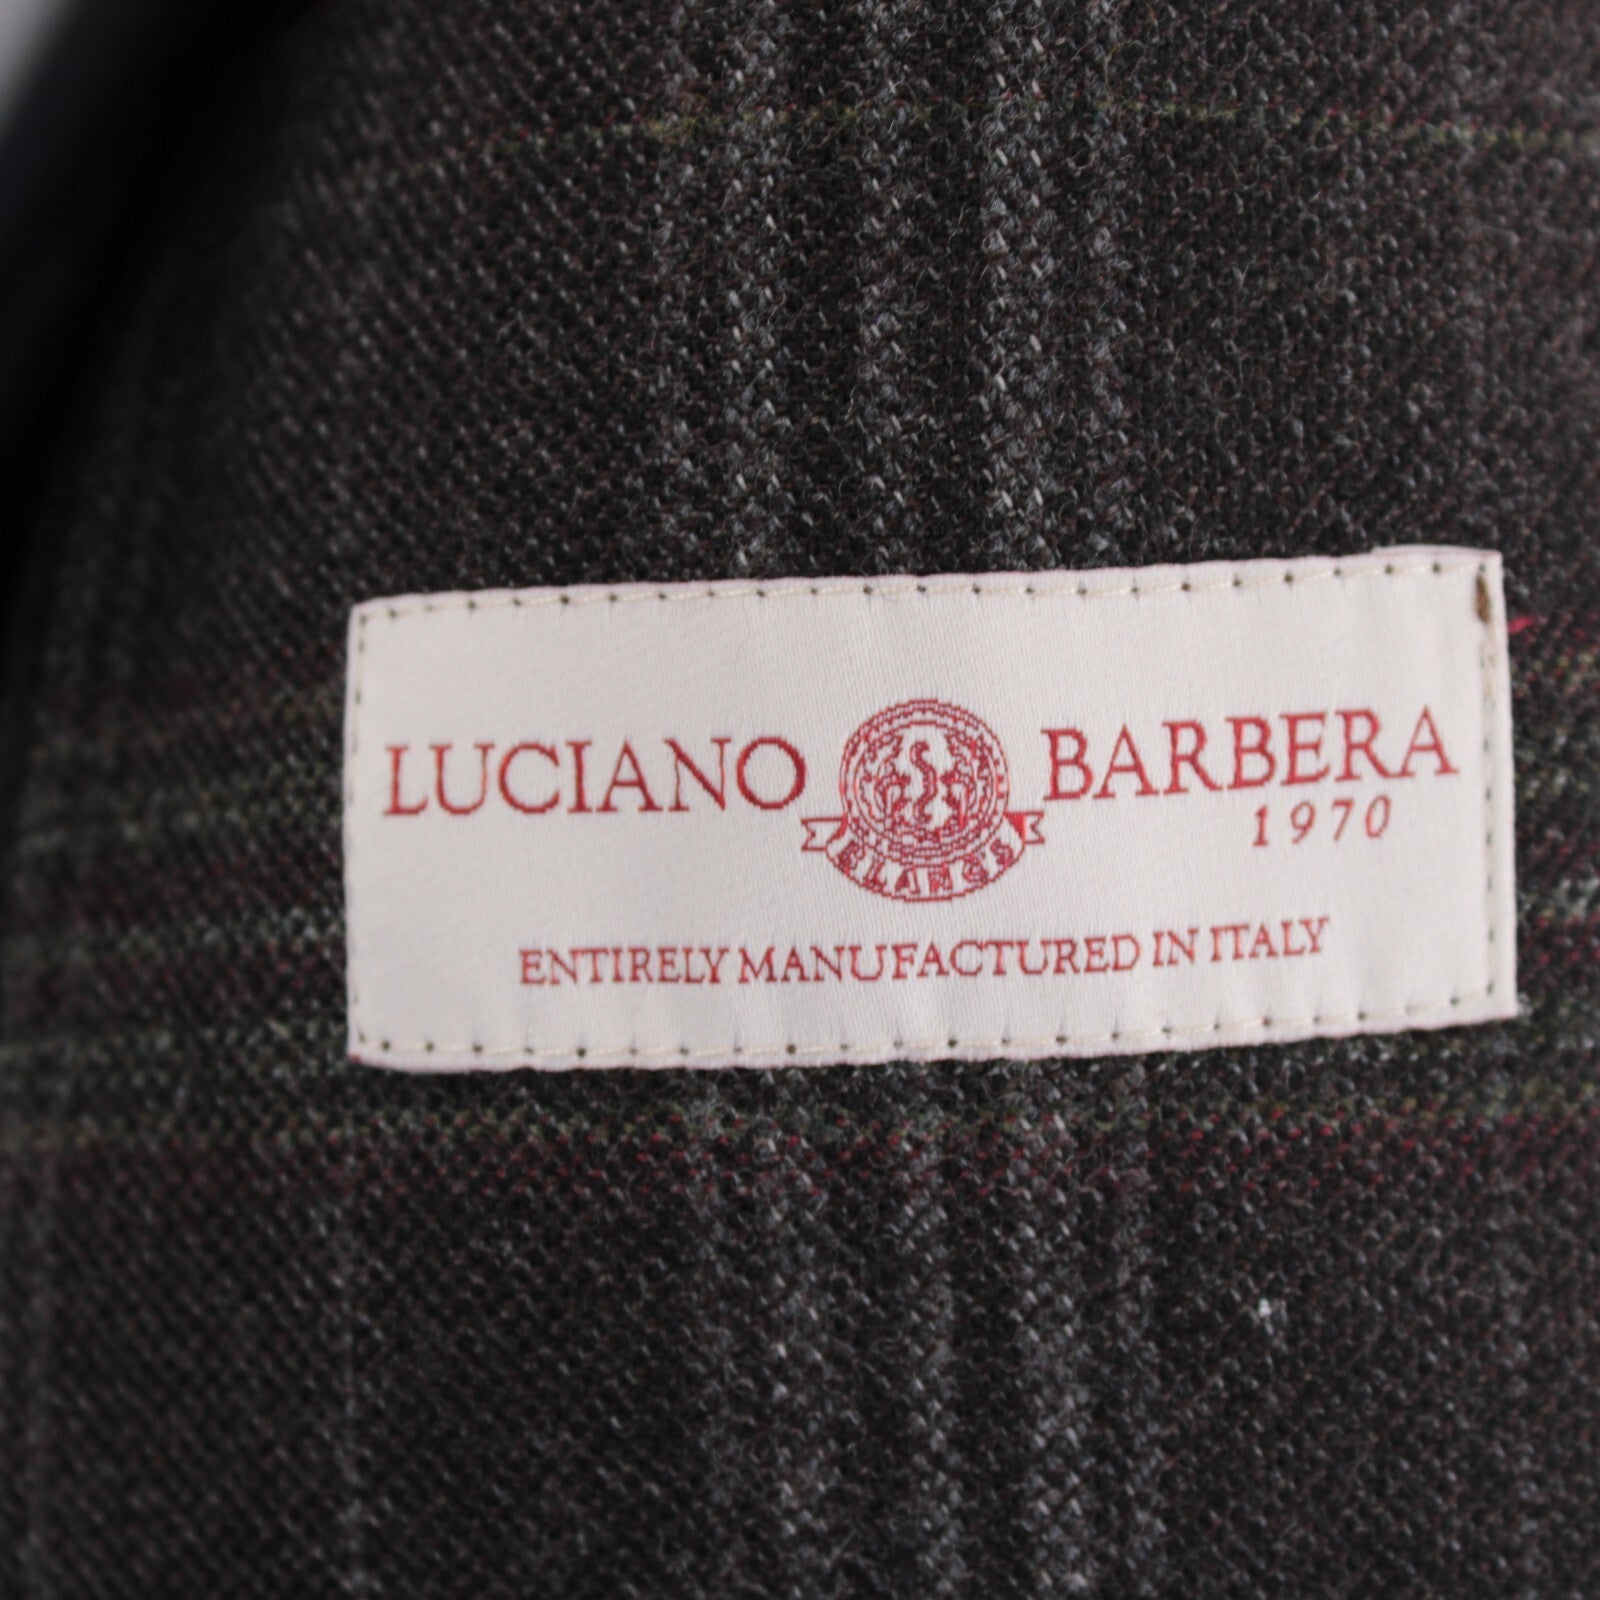 LUCIANO BARBERA
1970
ENTIRELY MANUFACTURED IN ITALY